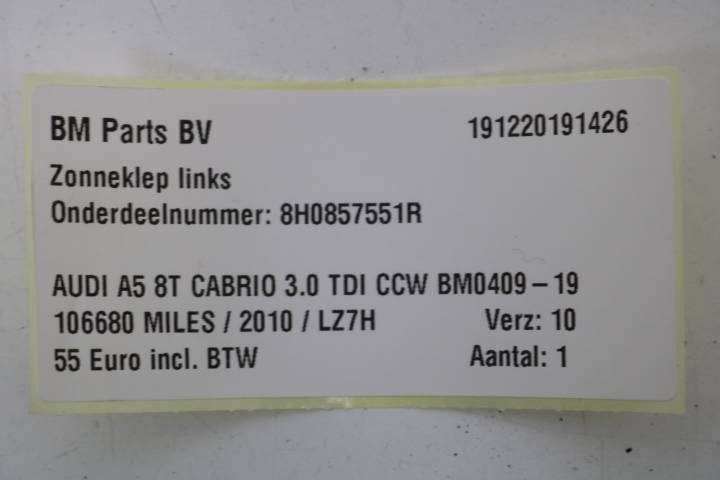 BM Parts BV 191220191426
Zonneklep links
Onderdeelnummer: 8H0857551R
AUDI A5 8T CABRIO 3.0 TDI CCW BM0409-19
106680 MILES / 2010 / LZ7H Verz: 10
55 Euro incl. BTW Aantal: 1